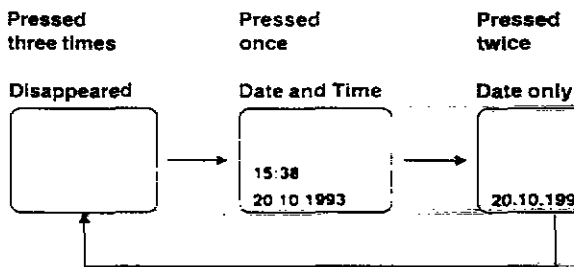 Pressed three times
Disappeared
Pressed once
Date and Time
15:38
20 10 1993
Pressed twice
Date only
20.10.199